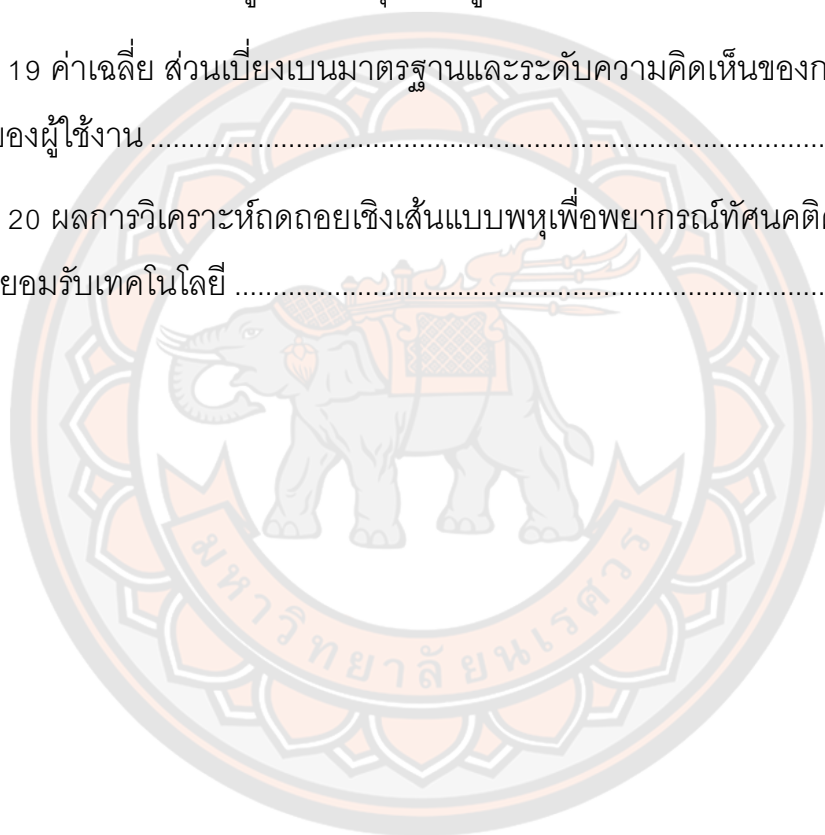 19 ค่าเฉลี่ย ส่วนเบี่ยงเบนมาตรฐานและระดับความคิดเห็นของก
ของผู้ใช้งาน ........................................................................................
20 ผลการวิเคราะห์ถดถอยเชิงเส้นแบบพหุเพื่อพยากรณ์ทัศนคติ
ยอมรับเทคโนโลยี .............................................................................
มหาวิทยาลัยนเรศวร